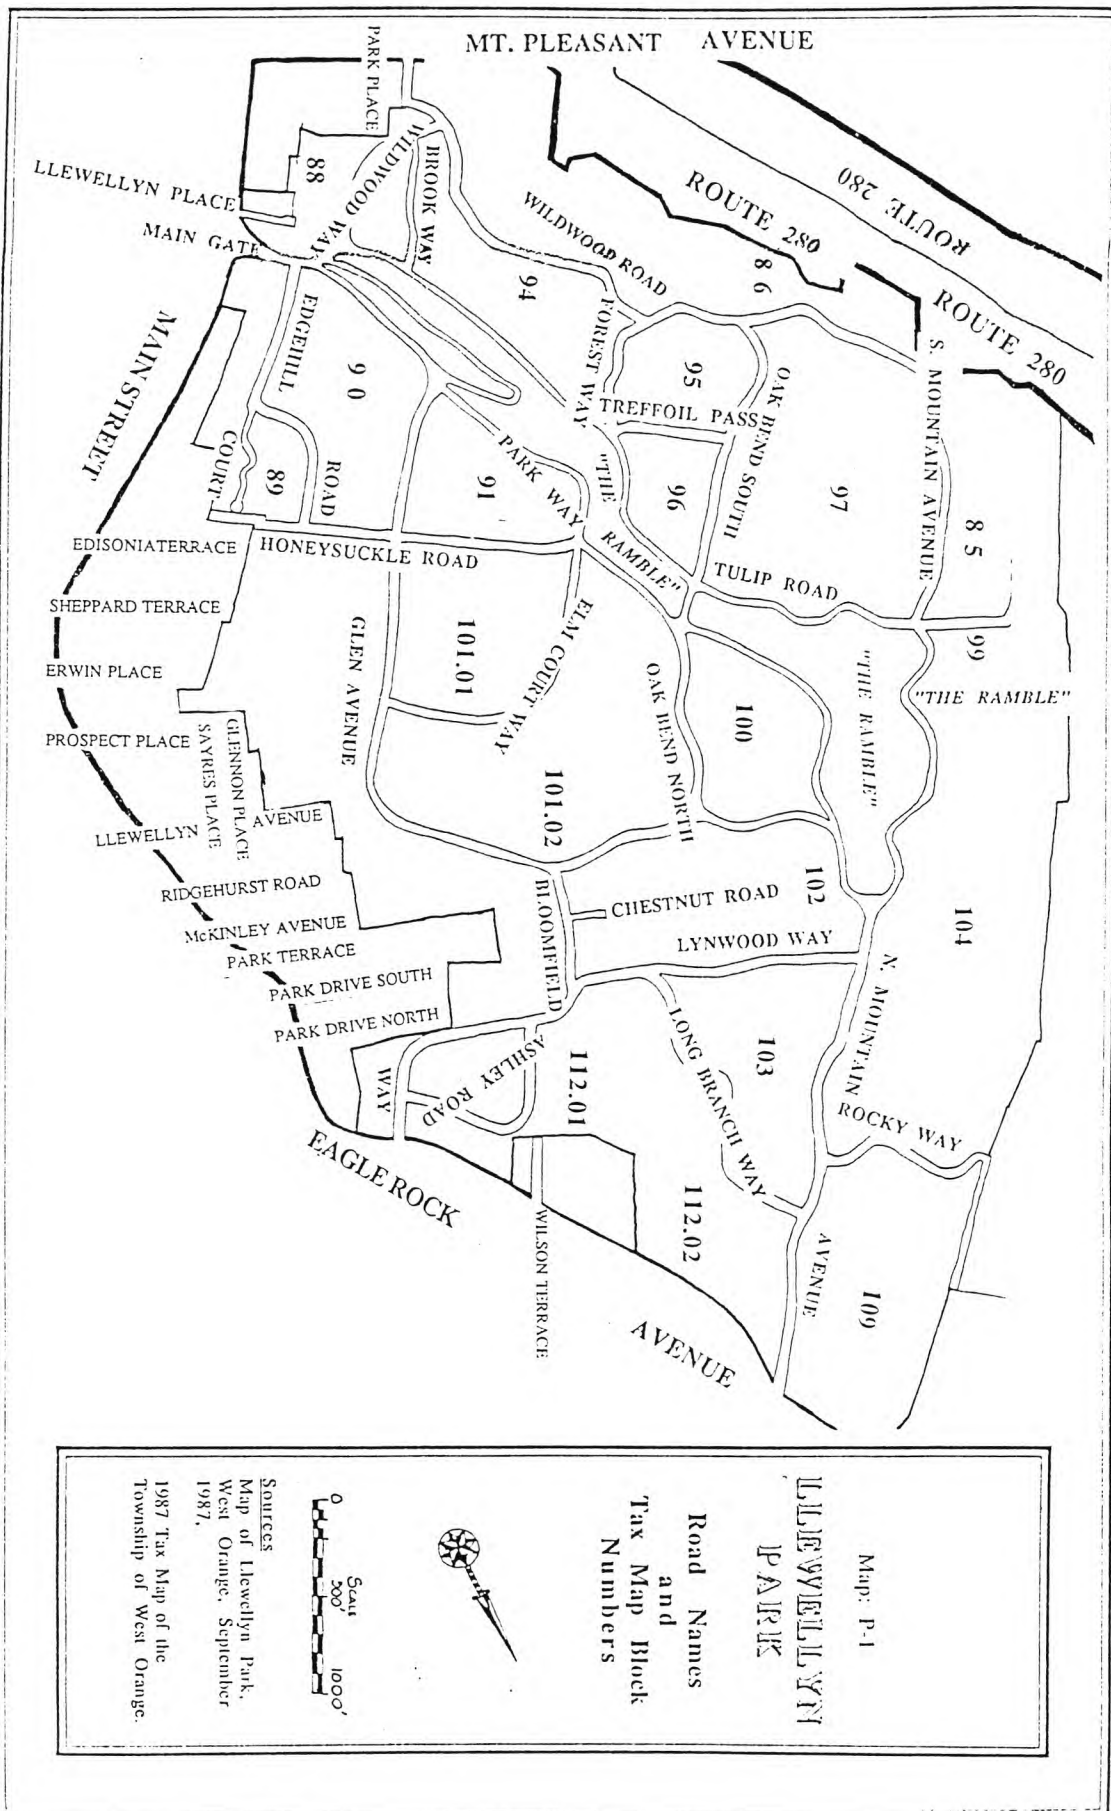 MT. PLEASANT AVENUE
PARK PLACE
ROUTE 280
ROUTE 280
ROUTE 280
LLEWELLYN PLACE
MAIN GATE
88
WILDWOOD WAY
BROOK WAY
WILDWOOD ROAD
86
94
FOREST WAY
95
TREFFOIL PASS
OAK BEND SOUTH
S. MOUNTAIN AVENUE
97
85
MAIN STREET
EDGEHILL
ROAD
COURT
90
89
91
PARK WAY
"THE
RAMBLE"
96
TULIP ROAD
99
EDISONIA TERRACE
HONEYSUCKLE ROAD
SHEPPARD TERRACE
ERWIN PLACE
PROSPECT PLACE
GLENNON PLACE
SAYRES PLACE
GLEN AVENUE
101.01
ELM COURT WAY
OAK BEND NORTH
100
"THE RAMBLE"
"THE RAMBLE"
101.02
LLEWELLYN AVENUE
RIDGEHURST ROAD
McKINLEY AVENUE
PARK TERRACE
PARK DRIVE SOUTH
PARK DRIVE NORTH
BLOOMFIELD
WAY
CHESTNUT ROAD
102
LYNWOOD WAY
104
N. MOUNTAIN
AVENUE
LONG BRANCH WAY
103
ASHLEY ROAD
112.01
ROCKY WAY
112.02
109
EAGLE ROCK
AVENUE
WILSON TERRACE
Map: P-1
LLEWELLYN
PARK
Road Names
and
Tax Map Block
Numbers
0
500'
1000'
SCALE
Sources
Map of Llewellyn Park,
West Orange, September
1987.
1987 Tax Map of the
Township of West Orange.